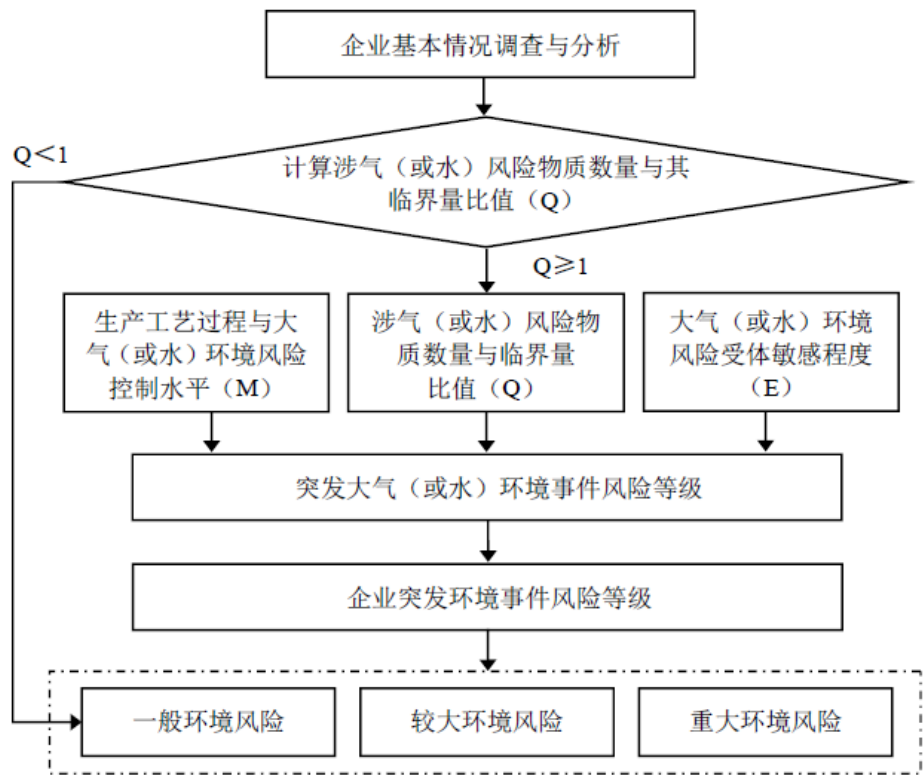 企业基本情况调查与分析
Q＜1
计算涉气（或水）风险物质数量与其
临界量比值（Q）
Q≥1
生产工艺过程与大
气（或水）环境风险
控制水平（M）
涉气（或水）风险物
质数量与临界量
比值（Q）
大气（或水）环境
风险受体敏感程度
（E）
突发大气（或水）环境事件风险等级
企业突发环境事件风险等级
一般环境风险
较大环境风险
重大环境风险